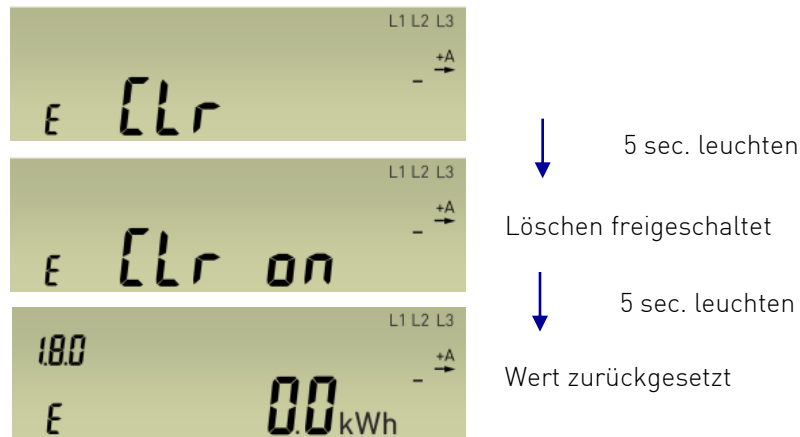 L1 L2 L3
+A
E CLr
5 sec. leuchten
L1 L2 L3
+A
E CLr on
Löschen freigeschaltet
5 sec. leuchten
L1 L2 L3
1.8.0
+A
E 0.0 kWh
Wert zurückgesetzt